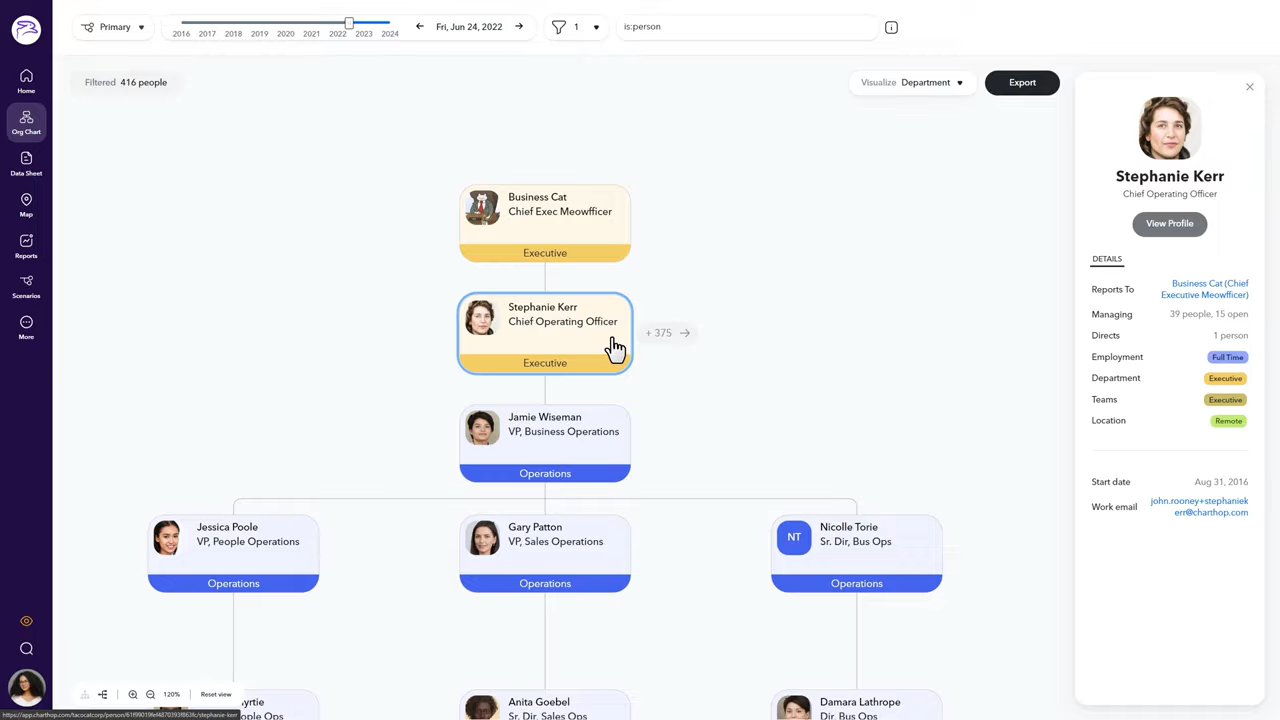 Primary
2016 2017 2018 2019 2020 2021 2022 2023 2024
Fri, Jun 24, 2022
1
is:person
Home
Org Chart
Data Sheet
Map
Reports
Scenarios
More
Filtered 416 people
Visualize Department
Export
Business Cat
Chief Exec Meowfficer
Executive
Stephanie Kerr
Chief Operating Officer
Executive
+ 375
Jamie Wiseman
VP, Business Operations
Operations
Jessica Poole
VP, People Operations
Operations
Gary Patton
VP, Sales Operations
Operations
NT
Nicolle Torie
Sr. Dir, Bus Ops
Operations
Anita Goebel
Sr. Dir, Sales Ops
Damara Lathrope
Dir, Bus Ops
120%
Reset view
Stephanie Kerr
Chief Operating Officer
View Profile
DETAILS
Reports To
Business Cat (Chief
Executive Meowfficer)
Managing 39 people, 15 open
Directs 1 person
Employment Full Time
Department Executive
Teams Executive
Location Remote
Start date Aug 31, 2016
Work email
john.rooney+stephaniek
err@charthop.com